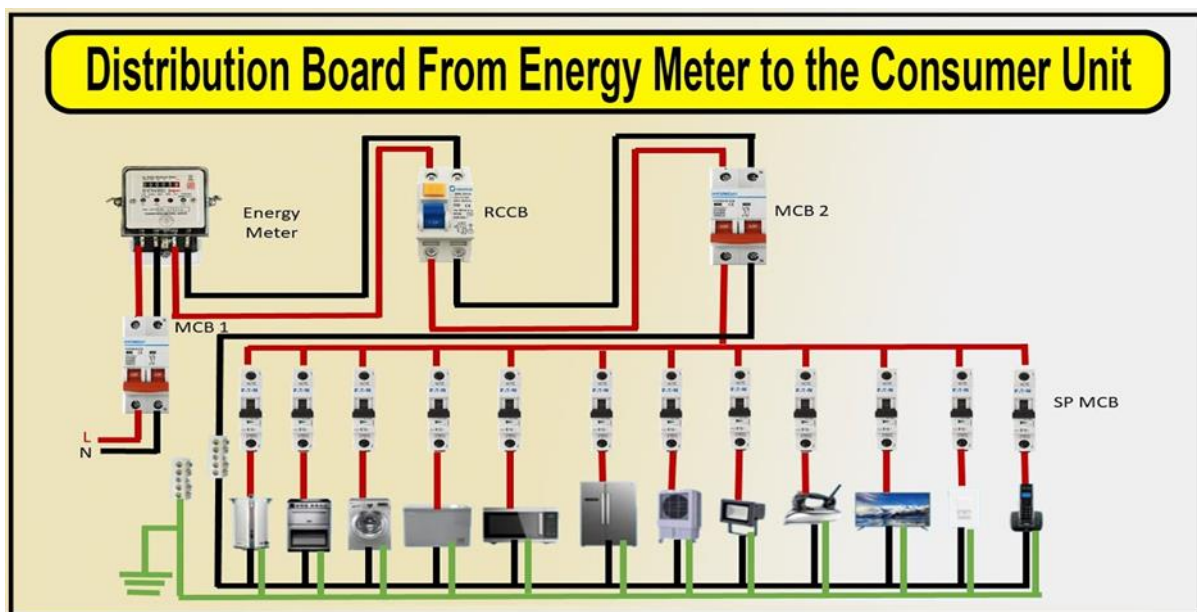 Distribution Board From Energy Meter to the Consumer Unit
Energy
Meter
RCCB
MCB 2
MCB 1
SP MCB
L
N